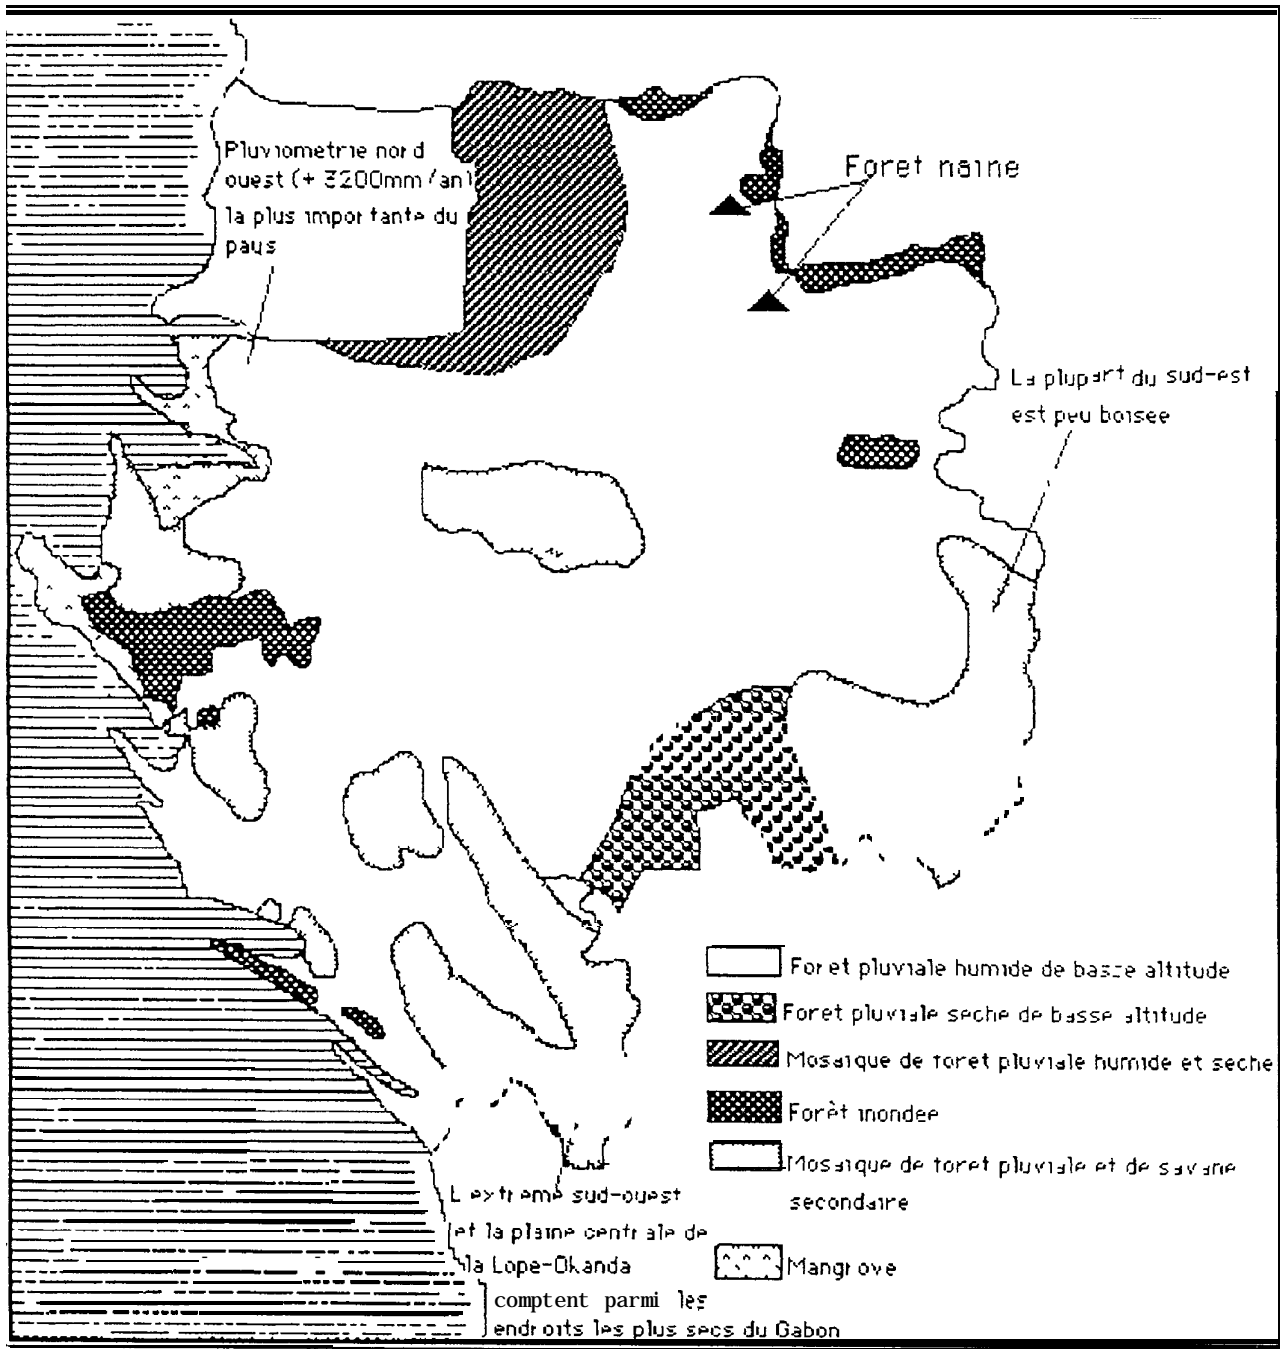 Pluviometrie nord
ouest (+ 3200mm/an)
la plus importante du
pays
Foret naine
La plupart du sud-est
est peu boisee
Foret pluviale humide de basse altitude
Foret pluviale seche de basse altitude
Mosaique de foret pluviale humide et seche
Forêt inondee
Mosaique de foret pluviale et de savane
secondaire
Mangrove
L extreme sud-ouest
et la plaine centrale de
la Lope-Okanda
comptent parmi les
endroits les plus secs du Gabon